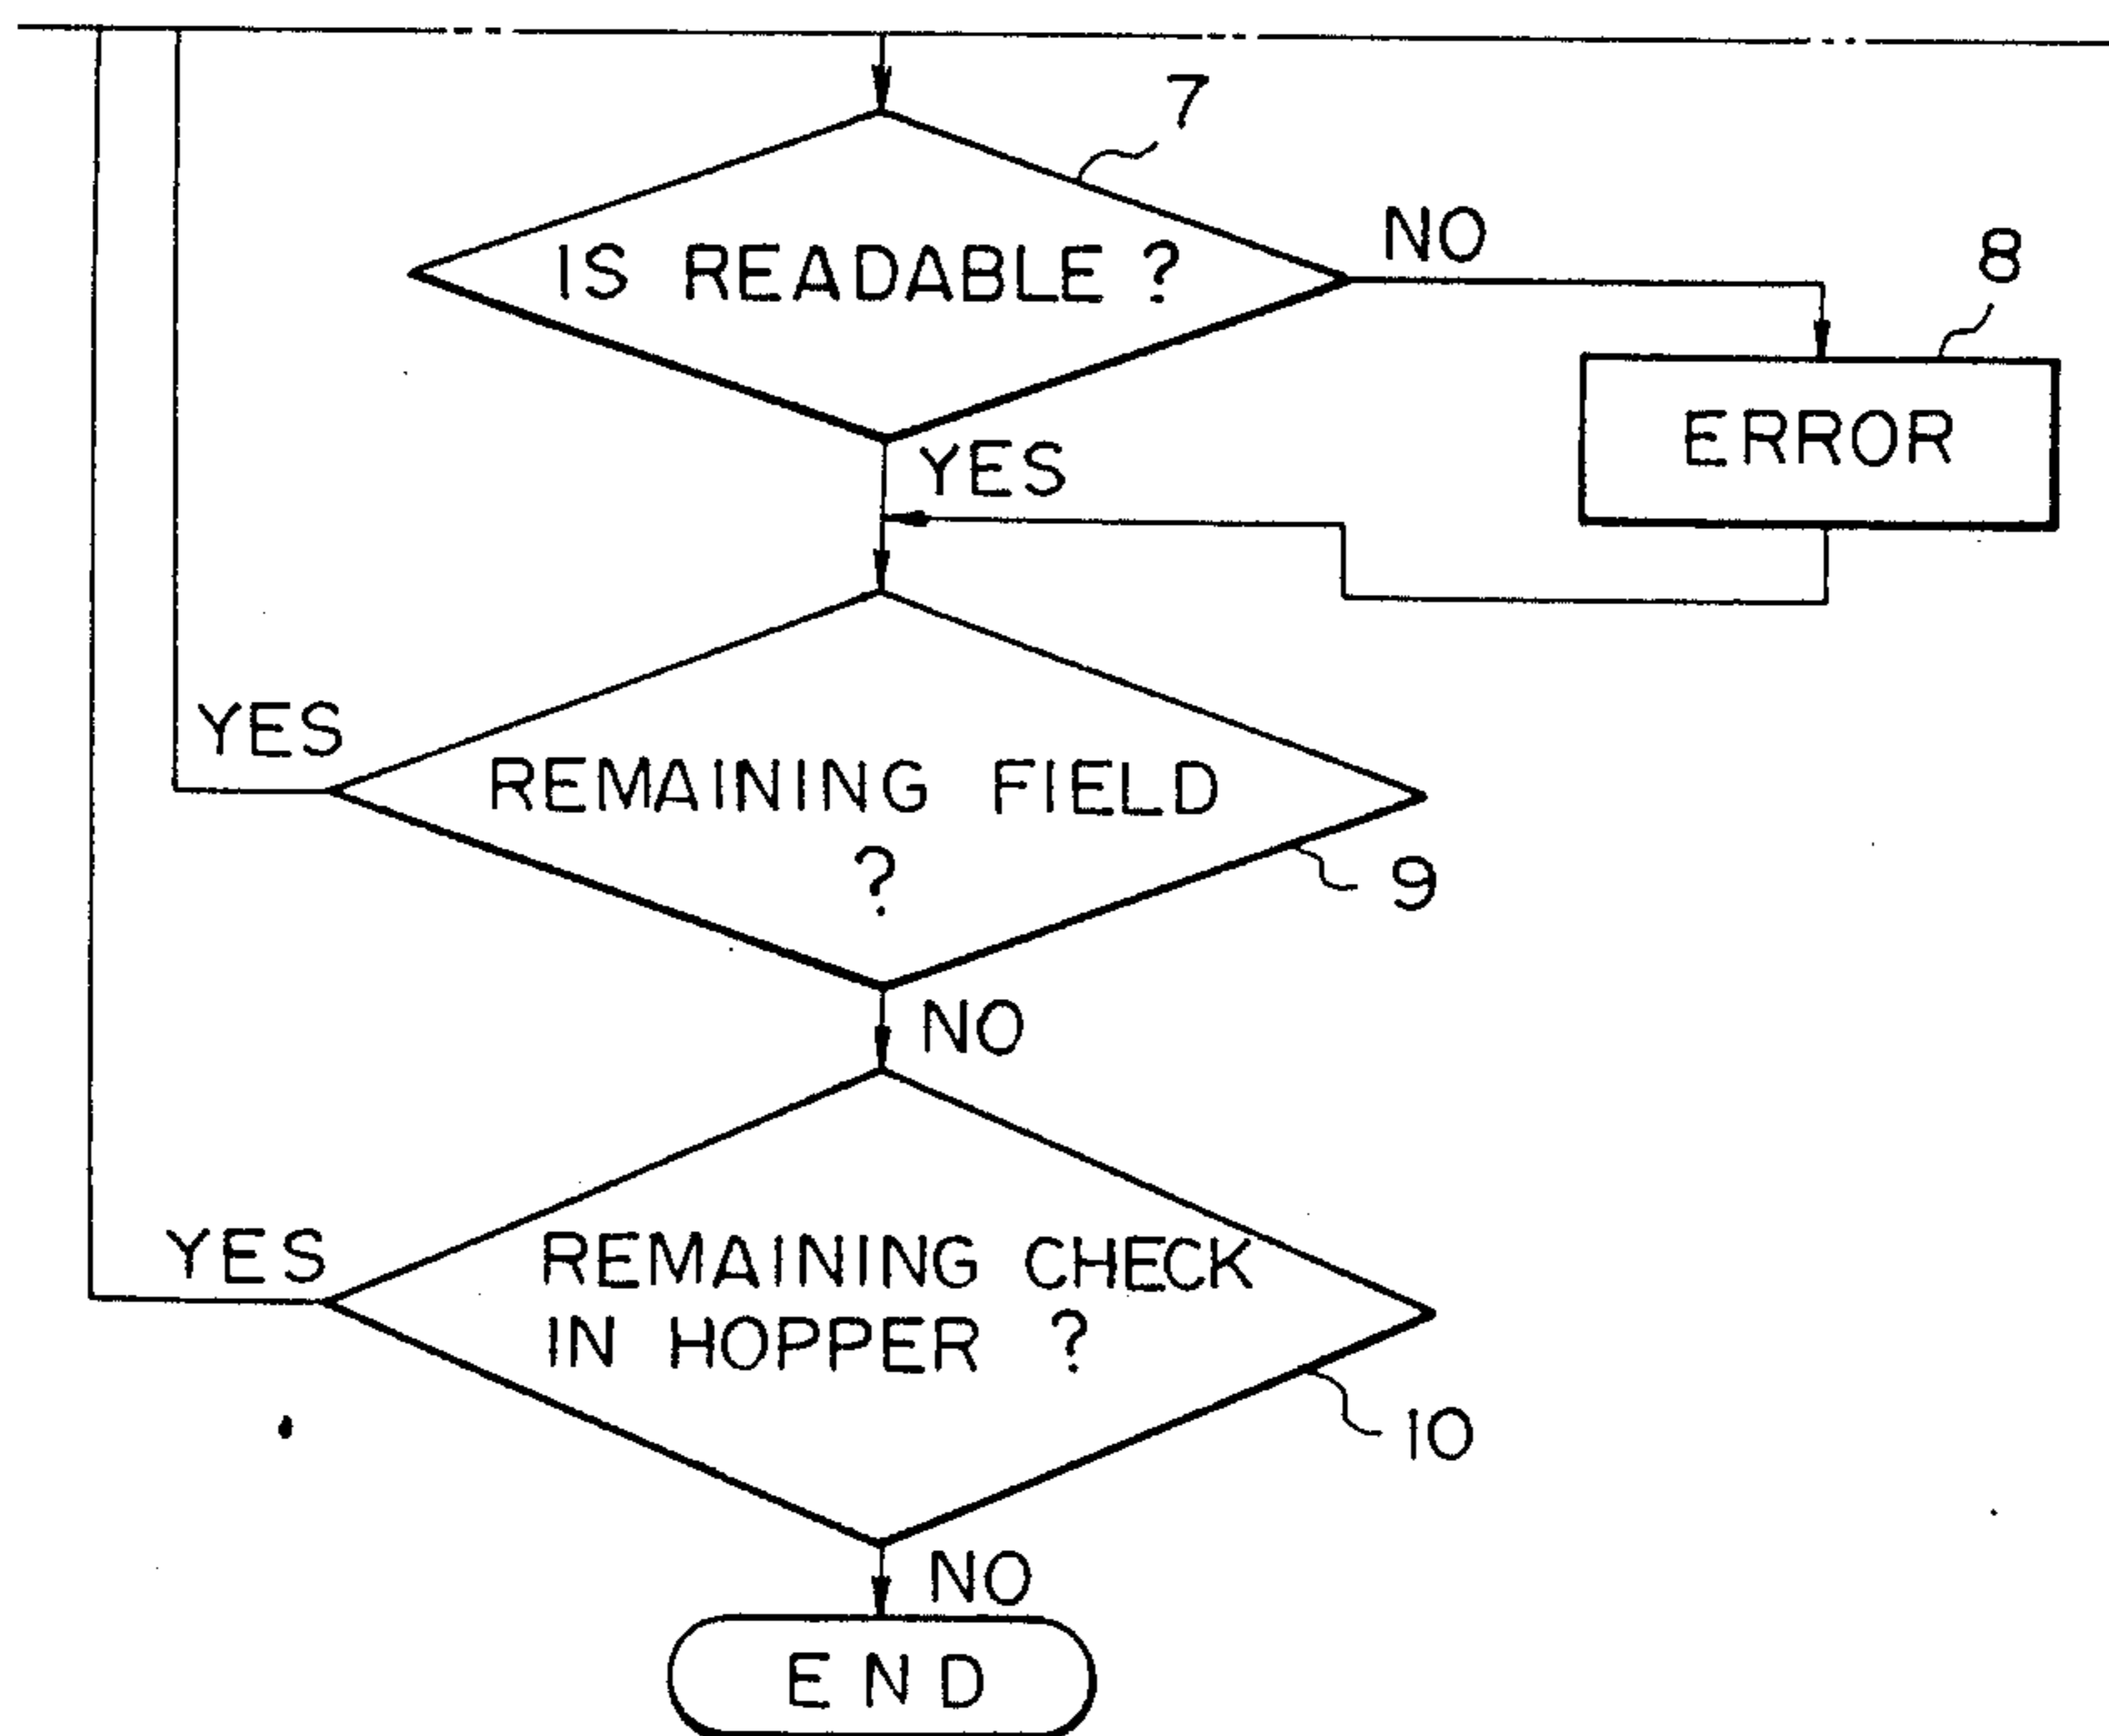 7
IS READABLE ?
NO
8
ERROR
YES
YES
REMAINING FIELD
?
9
NO
YES
REMAINING CHECK
IN HOPPER ?
10
NO
END